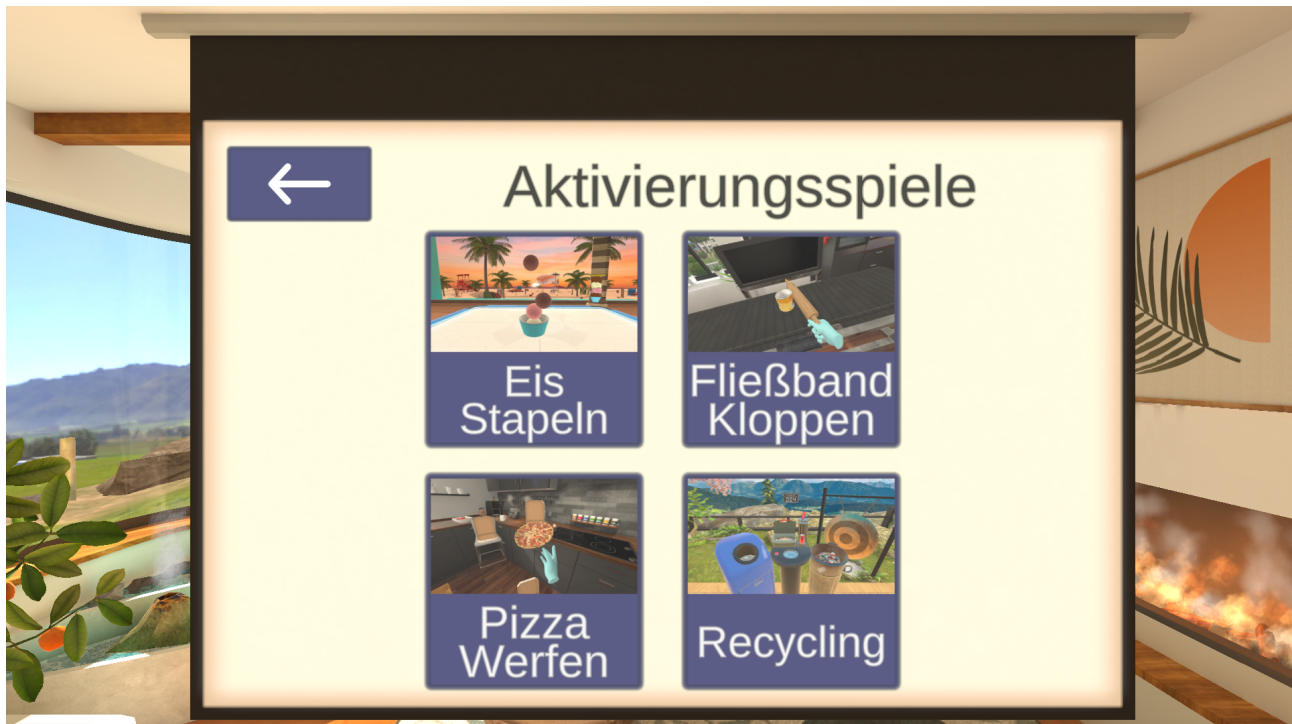 Aktivierungsspiele
Eis
Stapeln
Fließband
Kloppen
Pizza
Werfen
Recycling